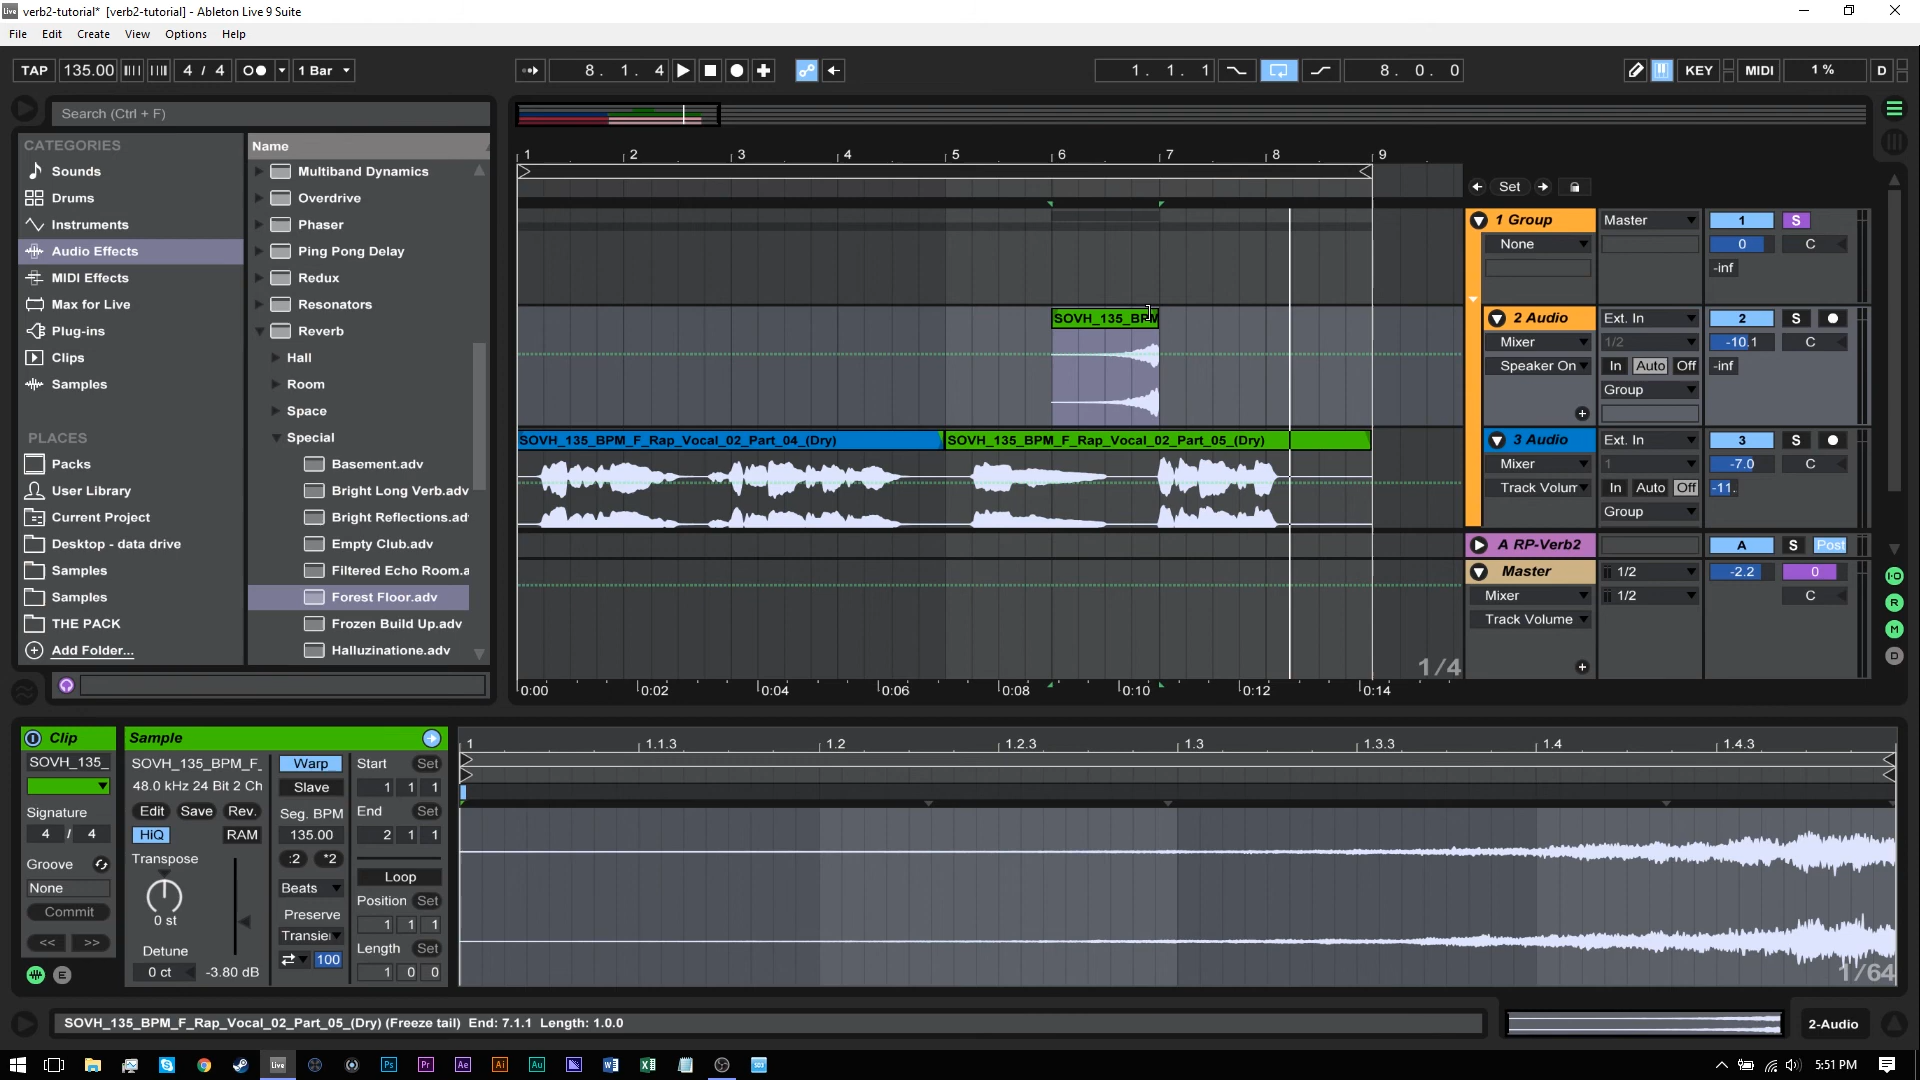 verb2-tutorial*  [verb2-tutorial] - Ableton Live 9 Suite
File Edit Create View Options Help
TAP 135.00 4 / 4 1 Bar 8. 1. 4 1. 1. 1 8. 0. 0 KEY MIDI 1 % D
Search (Ctrl + F)
CATEGORIES
Sounds
Drums
Instruments
Audio Effects
MIDI Effects
Max for Live
Plug-ins
Clips
Samples
PLACES
Packs
User Library
Current Project
Desktop - data drive
Samples
Samples
THE PACK
Add Folder...
Name
Multiband Dynamics
Overdrive
Phaser
Ping Pong Delay
Redux
Resonators
Reverb
Hall
Room
Space
Special
Basement.adv
Bright Long Verb.adv
Bright Reflections.ad
Empty Club.adv
Filtered Echo Room.a
Forest Floor.adv
Frozen Build Up.adv
Halluzinatione.adv
1 2 3 4 5 6 7 8 9
Set
SOVH_135_BPM
SOVH_135_BPM_F_Rap_Vocal_02_Part_04_(Dry) SOVH_135_BPM_F_Rap_Vocal_02_Part_05_(Dry)
1/4
0:00 0:02 0:04 0:06 0:08 0:10 0:12 0:14
1 Group Master 1 S
None 0 C
-inf
2 Audio Ext. In 2 S
Mixer 1/2 -10.1 C
Speaker On In Auto Off -inf
Group
3 Audio Ext. In 3 S
Mixer 1 -7.0 C
Track Volum In Auto Off -11.
Group
A RP-Verb2 A S Post
Master 1/2 -2.2 0
Mixer 1/2 C
Track Volume
I·O
R
M
D
Clip
SOVH_135_
Signature
4 / 4
Groove
None
Commit
<< >>
E
Sample
SOVH_135_BPM_F_
48.0 kHz 24 Bit 2 Ch
Edit Save Rev.
HiQ RAM
Transpose
0 st
Detune
0 ct -3.80 dB
Warp
Slave
Seg. BPM
135.00
:2 *2
Beats
Preserve
Transie
100
Start Set
1 1 1
End Set
2 1 1
Loop
Position Set
1 1 1
Length Set
1 0 0
1 1.1.3 1.2 1.2.3 1.3 1.3.3 1.4 1.4.3
1/64
SOVH_135_BPM_F_Rap_Vocal_02_Part_05_(Dry) (Freeze tail)  End: 7.1.1  Length: 1.0.0
2-Audio
Live Ps Pr Ae Ai Au 5:51 PM